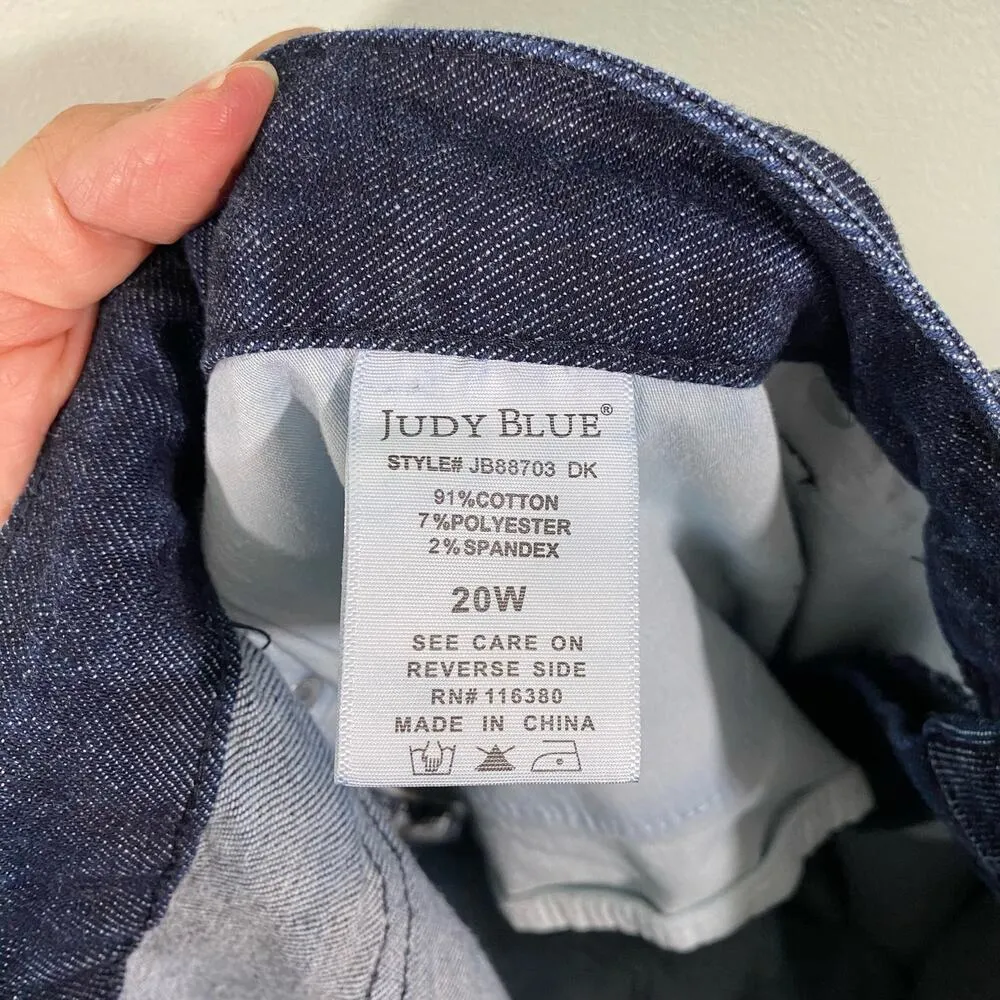 JUDY BLUE®
STYLE# JB88703 DK
91%COTTON
7%POLYESTER
2%SPANDEX
20W
SEE CARE ON
REVERSE SIDE
RN# 116380
MADE IN CHINA